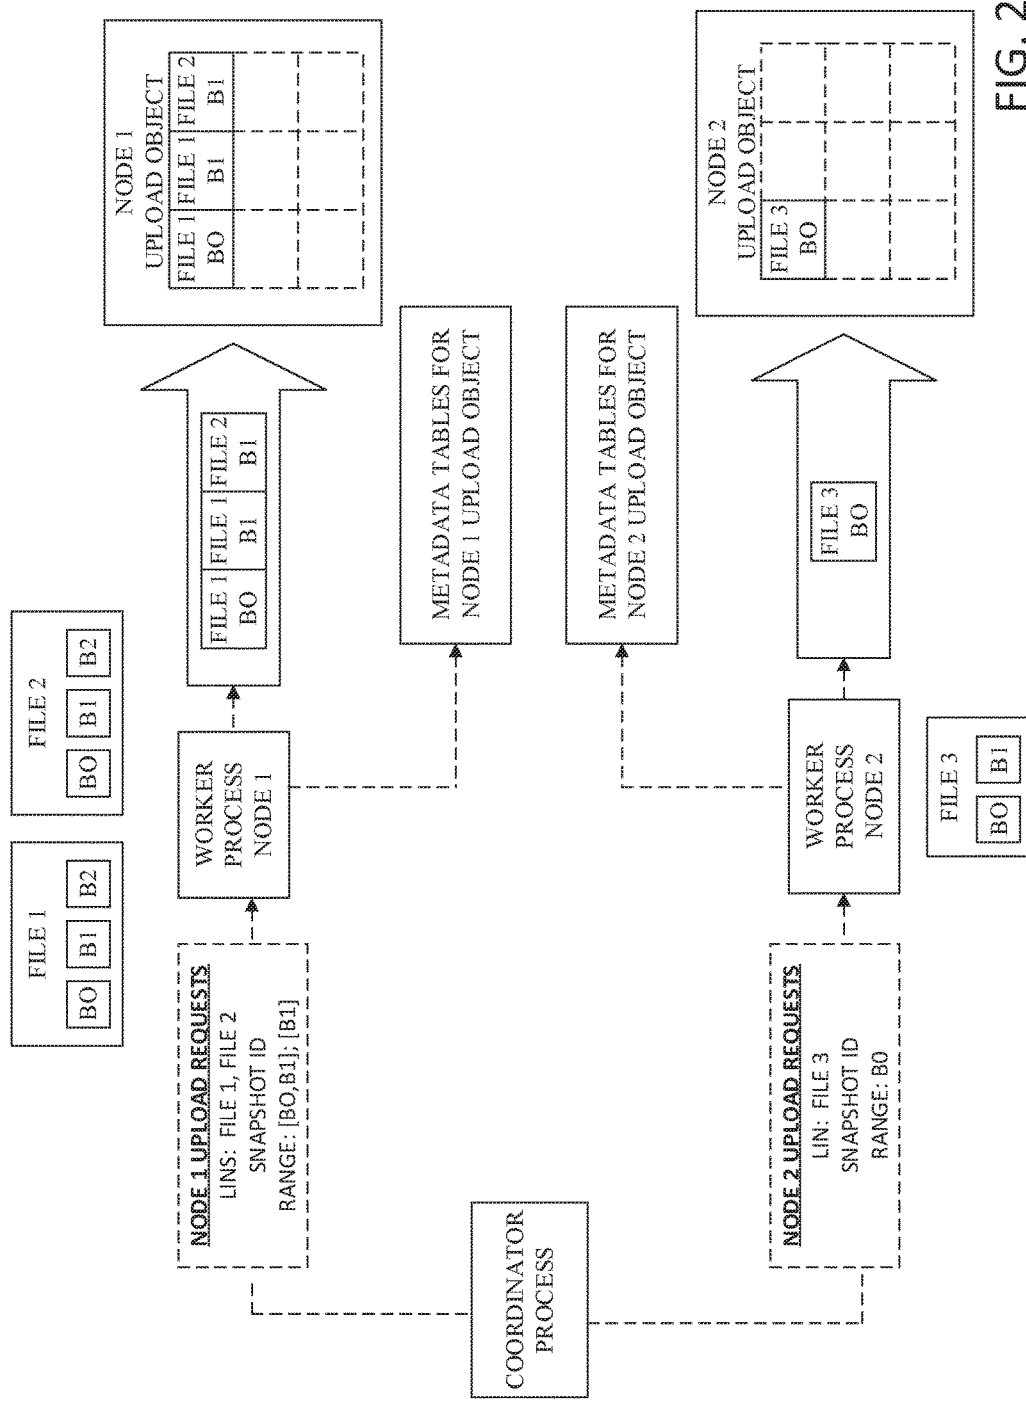 FILE 1
BO
B1
B2
FILE 2
BO
B1
B2
NODE 1 UPLOAD REQUESTS
LINS: FILE 1, FILE 2
SNAPSHOT ID
RANGE: [BO,B1]; [B1]
WORKER
PROCESS
NODE 1
FILE 1
BO
FILE 1
B1
FILE 2
B1
NODE 1
UPLOAD OBJECT
FILE 1
BO
FILE 1
B1
FILE 2
B1
METADATA TABLES FOR
NODE 1 UPLOAD OBJECT
COORDINATOR
PROCESS
METADATA TABLES FOR
NODE 2 UPLOAD OBJECT
NODE 2 UPLOAD REQUESTS
LIN: FILE 3
SNAPSHOT ID
RANGE: B0
WORKER
PROCESS
NODE 2
FILE 3
BO
NODE 2
UPLOAD OBJECT
FILE 3
BO
FILE 3
BO
B1
FIG. 2